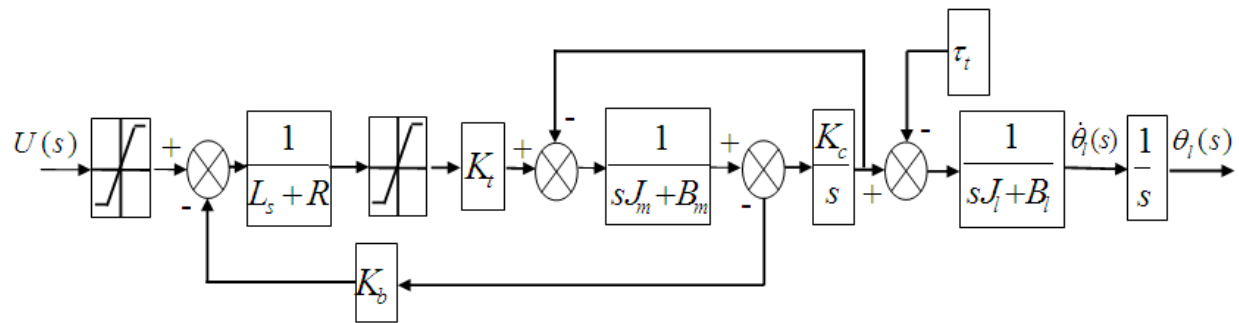 U(s)
+
-
1
L_s + R
K_t
+
-
1
sJ_m + B_m
+
-
K_c
s
+
-
τ_t
1
sJ_l + B_l
θ̇_l(s)
1
s
θ_l(s)
K_b